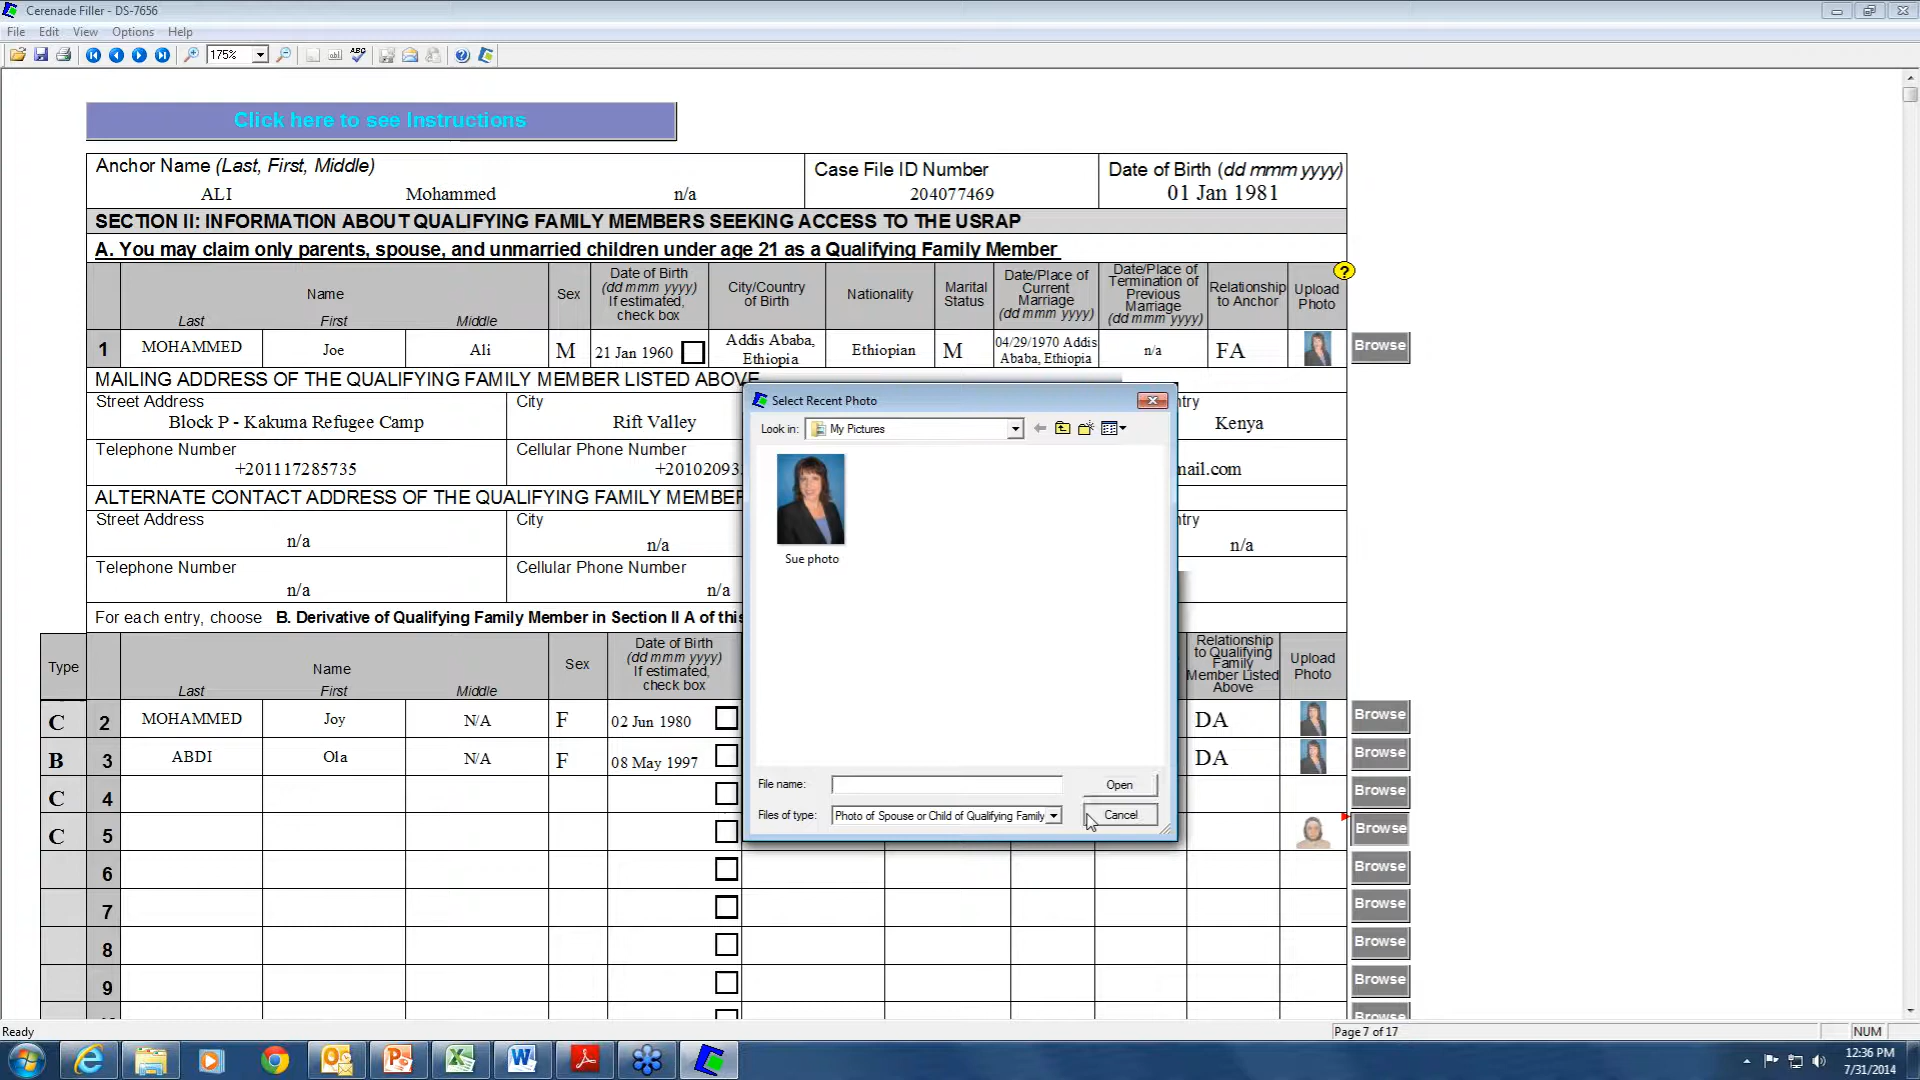 Cerenade Filler - DS-7656
File Edit View Options Help
175%
Click here to see Instructions
Anchor Name (Last, First, Middle)
Case File ID Number
Date of Birth (dd mmm yyyy)
ALI Mohammed n/a
204077469
01 Jan 1981
SECTION II: INFORMATION ABOUT QUALIFYING FAMILY MEMBERS SEEKING ACCESS TO THE USRAP
A. You may claim only parents, spouse, and unmarried children under age 21 as a Qualifying Family Member
Name
Last First Middle
Sex
Date of Birth
(dd mmm yyyy)
If estimated,
check box
City/Country
of Birth
Nationality
Marital
Status
Date/Place of
Current
Marriage
(dd mmm yyyy)
Date/Place of
Termination of
Previous
Marriage
(dd mmm yyyy)
Relationship
to Anchor
Upload
Photo
?
1 MOHAMMED Joe Ali M 21 Jan 1960
Addis Ababa,
Ethiopia
Ethiopian M
04/29/1970 Addis
Ababa, Ethiopia
n/a FA Browse
MAILING ADDRESS OF THE QUALIFYING FAMILY MEMBER LISTED ABOVE
Street Address City ntry
Block P - Kakuma Refugee Camp Rift Valley Kenya
Telephone Number Cellular Phone Number
+201117285735 +20102093 mail.com
ALTERNATE CONTACT ADDRESS OF THE QUALIFYING FAMILY MEMBER
Street Address City ntry
n/a n/a n/a
Telephone Number Cellular Phone Number
n/a n/a
For each entry, choose B. Derivative of Qualifying Family Member in Section II A of this
Type
Name
Last First Middle
Sex
Date of Birth
(dd mmm yyyy)
If estimated,
check box
Relationship
to Qualifying
Family
Member Listed
Above
Upload
Photo
C 2 MOHAMMED Joy N/A F 02 Jun 1980 DA Browse
B 3 ABDI Ola N/A F 08 May 1997 DA Browse
C 4 Browse
C 5 Browse
6 Browse
7 Browse
8 Browse
9 Browse
Browse
Select Recent Photo
Look in: My Pictures
Sue photo
File name: Open
Files of type: Photo of Spouse or Child of Qualifying Family Cancel
Ready Page 7 of 17 NUM
12:36 PM
7/31/2014